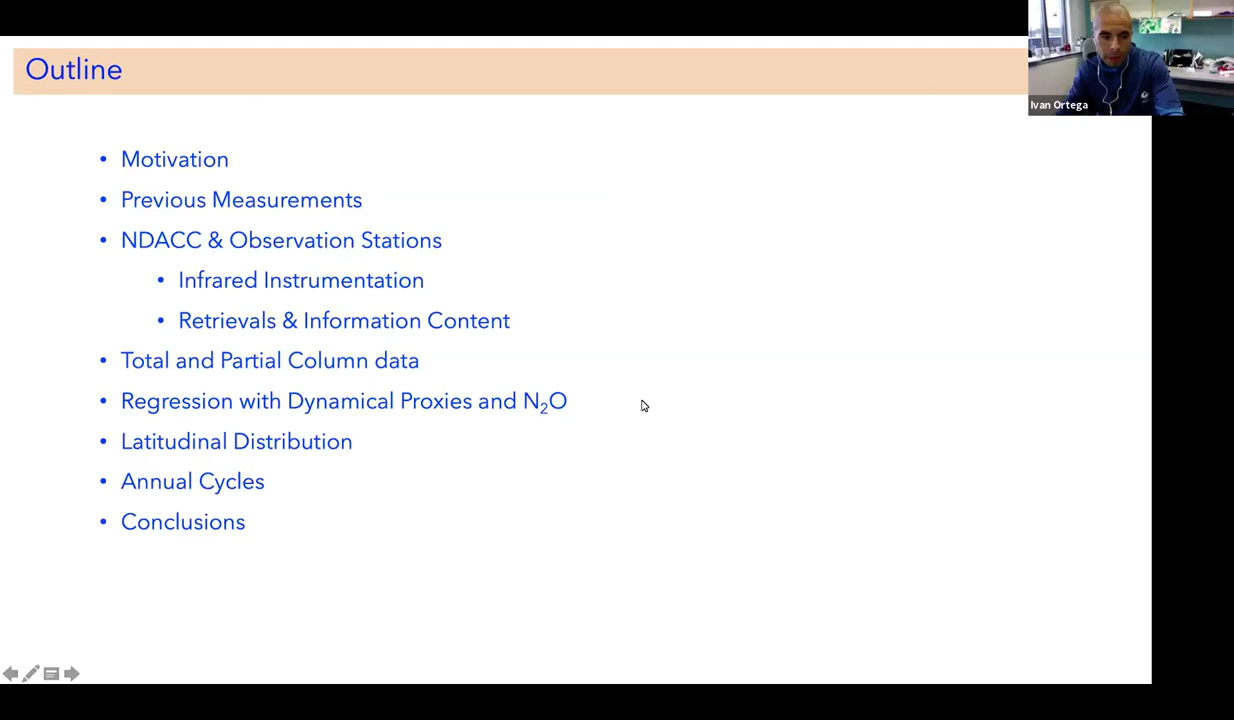 Outline
Ivan Ortega
• Motivation
• Previous Measurements
• NDACC & Observation Stations
• Infrared Instrumentation
• Retrievals & Information Content
• Total and Partial Column data
• Regression with Dynamical Proxies and N₂O
• Latitudinal Distribution
• Annual Cycles
• Conclusions